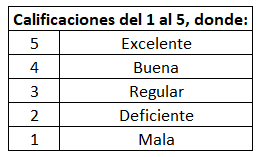 Calificaciones del 1 al 5, donde:
5 Excelente
4 Buena
3 Regular
2 Deficiente
1 Mala